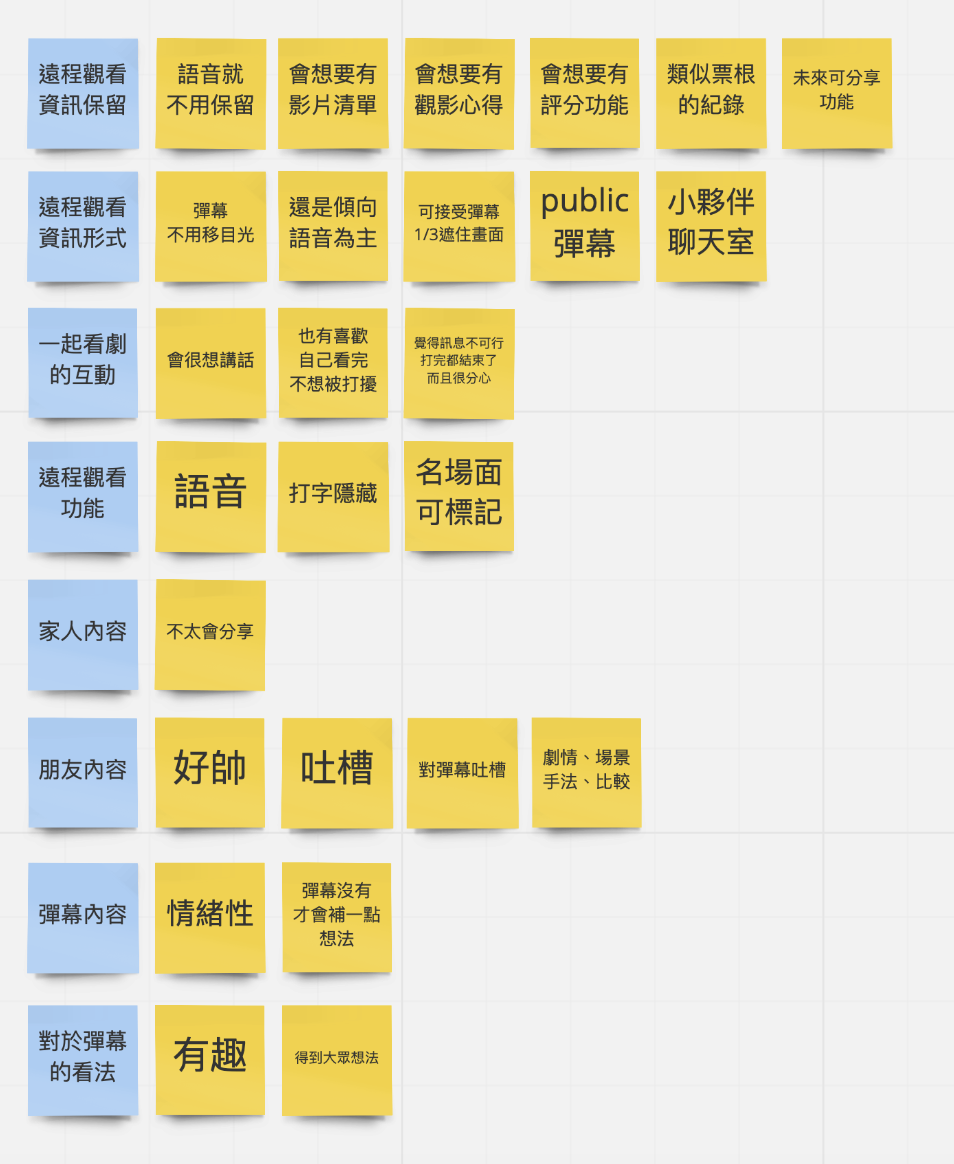 遠程觀看
資訊保留
語音就
不用保留
會想要有
影片清單
會想要有
觀影心得
會想要有
評分功能
類似票根
的紀錄
未來可分享
功能
遠程觀看
資訊形式
彈幕
不用移目光
還是傾向
語音為主
可接受彈幕
1/3遮住畫面
public
彈幕
小夥伴
聊天室
一起看劇
的互動
會很想講話
也有喜歡
自己看完
不想被打擾
覺得訊息不可行
打完都結束了
而且很分心
遠程觀看
功能
語音
打字隱藏
名場面
可標記
家人內容
不太會分享
朋友內容
好帥
吐槽
對彈幕吐槽
劇情、場景
手法、比較
彈幕內容
情緒性
彈幕沒有
才會補一點
想法
對於彈幕
的看法
有趣
得到大眾想法